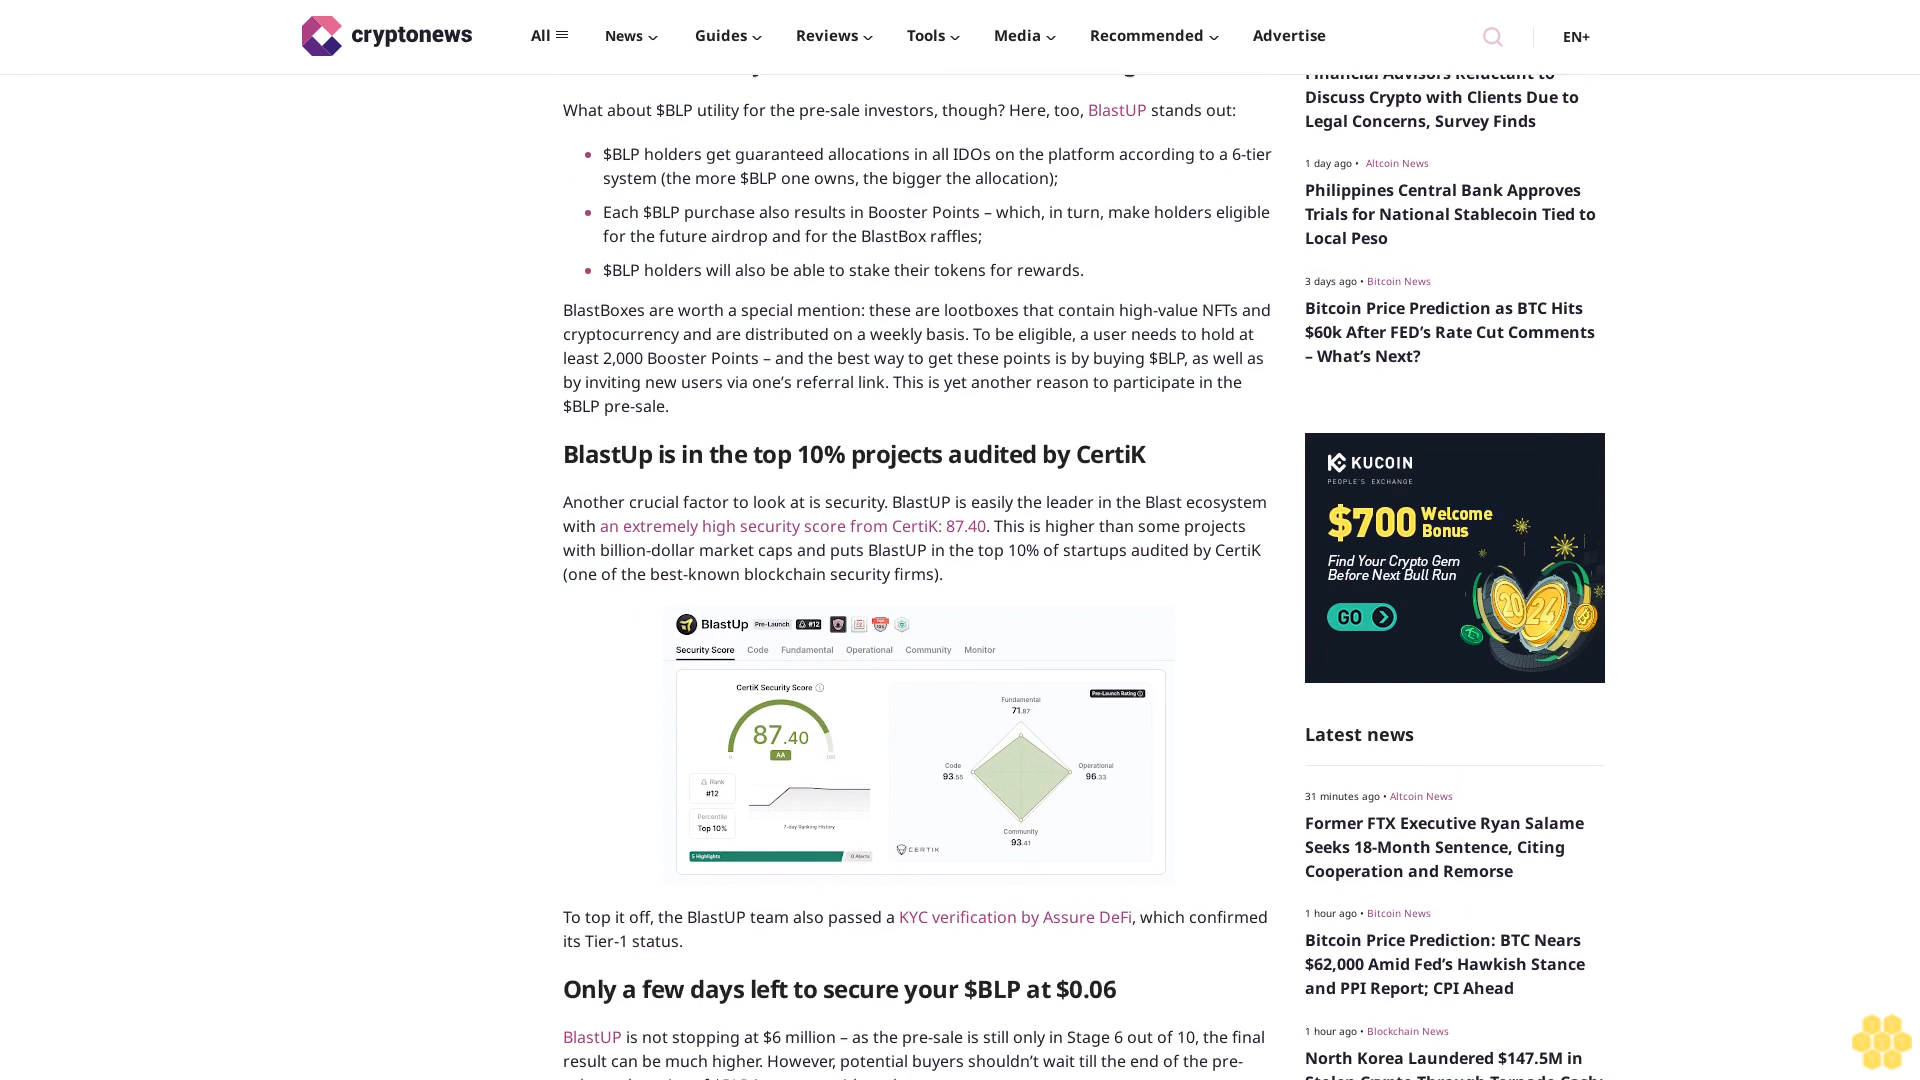 cryptonews
All
News
Guides
Reviews
Tools
Media
Recommended
Advertise
EN+
What about $BLP utility for the pre-sale investors, though? Here, too, BlastUP stands out:
$BLP holders get guaranteed allocations in all IDOs on the platform according to a 6-tier
system (the more $BLP one owns, the bigger the allocation);
Each $BLP purchase also results in Booster Points – which, in turn, make holders eligible
for the future airdrop and for the BlastBox raffles;
$BLP holders will also be able to stake their tokens for rewards.
BlastBoxes are worth a special mention: these are lootboxes that contain high-value NFTs and
cryptocurrency and are distributed on a weekly basis. To be eligible, a user needs to hold at
least 2,000 Booster Points – and the best way to get these points is by buying $BLP, as well as
by inviting new users via one’s referral link. This is yet another reason to participate in the
$BLP pre-sale.
BlastUp is in the top 10% projects audited by CertiK
Another crucial factor to look at is security. BlastUP is easily the leader in the Blast ecosystem
with an extremely high security score from CertiK: 87.40. This is higher than some projects
with billion-dollar market caps and puts BlastUP in the top 10% of startups audited by CertiK
(one of the best-known blockchain security firms).
BlastUp Pre-Launch #12
Security Score Code Fundamental Operational Community Monitor
CertiK Security Score
87.40
AA
0 100
Rank
#12
Percentile
Top 10%
7-day Ranking History
5 Highlights 0 Alerts
Pre-Launch Rating
Fundamental
71.87
Code
93.55
Operational
96.33
Community
93.41
CERTIK
To top it off, the BlastUP team also passed a KYC verification by Assure DeFi, which confirmed
its Tier-1 status.
Only a few days left to secure your $BLP at $0.06
BlastUP is not stopping at $6 million – as the pre-sale is still only in Stage 6 out of 10, the final
result can be much higher. However, potential buyers shouldn’t wait till the end of the pre-
Financial Advisors Reluctant to
Discuss Crypto with Clients Due to
Legal Concerns, Survey Finds
1 day ago • Altcoin News
Philippines Central Bank Approves
Trials for National Stablecoin Tied to
Local Peso
3 days ago • Bitcoin News
Bitcoin Price Prediction as BTC Hits
$60k After FED’s Rate Cut Comments
– What’s Next?
KUCOIN
PEOPLE'S EXCHANGE
$700 Welcome
Bonus
Find Your Crypto Gem
Before Next Bull Run
GO
2024
Latest news
31 minutes ago • Altcoin News
Former FTX Executive Ryan Salame
Seeks 18-Month Sentence, Citing
Cooperation and Remorse
1 hour ago • Bitcoin News
Bitcoin Price Prediction: BTC Nears
$62,000 Amid Fed’s Hawkish Stance
and PPI Report; CPI Ahead
1 hour ago • Blockchain News
North Korea Laundered $147.5M in
Stolen Crypto Through Tornado Cash: